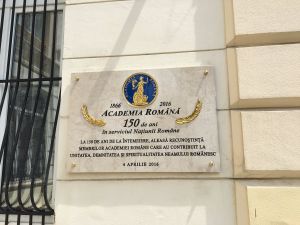 1866 2016
ACADEMIA ROMÂNĂ
150 de ani
în serviciul Națiunii Române
LA 150 DE ANI DE LA ÎNTEMEIERE, ALEASĂ RECUNOȘTINȚĂ
MEMBRILOR ACADEMIEI ROMÂNE CARE AU CONTRIBUIT LA
UNITATEA, DEMNITATEA ȘI SPIRITUALITATEA NEAMULUI ROMÂNESC
4 APRILIE 2016